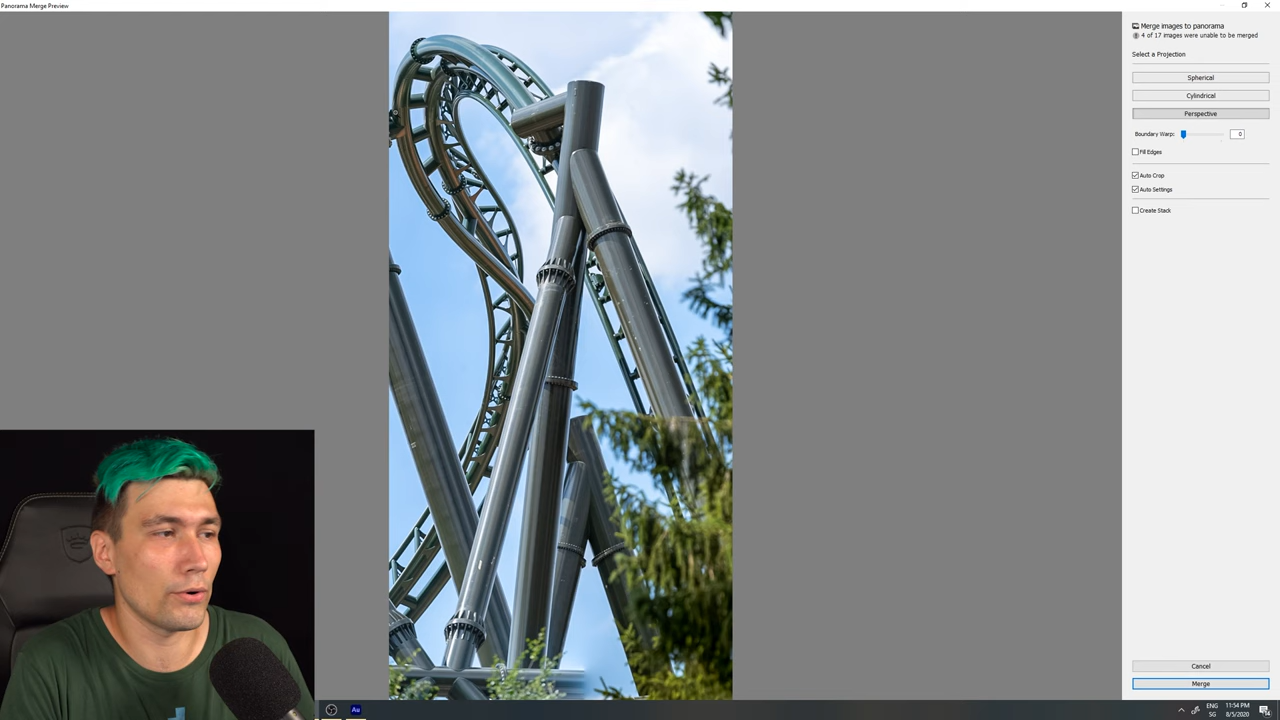 Panorama Merge Preview
Merge images to panorama
4 of 17 images were unable to be merged
Select a Projection
Spherical
Cylindrical
Perspective
Boundary Warp: 0
Fill Edges
Auto Crop
Auto Settings
Create Stack
Cancel
Merge
Au
ENG
SG
11:54 PM
8/5/2020